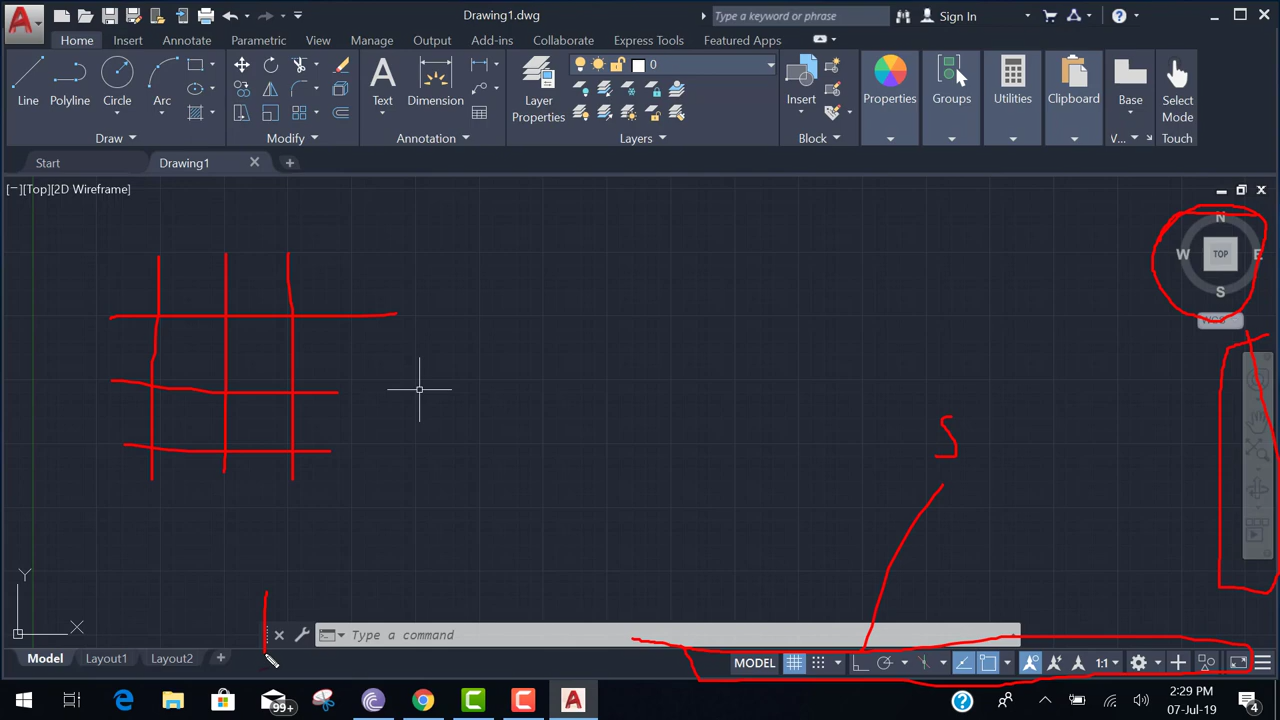 Drawing1.dwg
Type a keyword or phrase
Sign In
Home Insert Annotate Parametric View Manage Output Add-ins Collaborate Express Tools Featured Apps
Line Polyline Circle Arc
Text Dimension
Layer Properties
0
Insert
Properties Groups Utilities Clipboard Base
Select Mode
Draw Modify Annotation Layers Block V... Touch
Start Drawing1
[−][Top][2D Wireframe]
N
W TOP E
S
WCS
S
Y
X
Type a command
Model Layout1 Layout2
MODEL 1:1
99+
2:29 PM
07-Jul-19
4